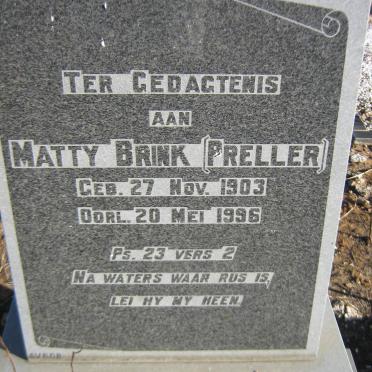 TER GEDAGTENIS
AAN
MATTY BRINK (PRELLER)
GEB. 27 NOV. 1903
OORL. 20 MEI 1996
PS. 23 VERS 2
NA WATERS WAAR RUS IS,
LEI HY MY HEEN.